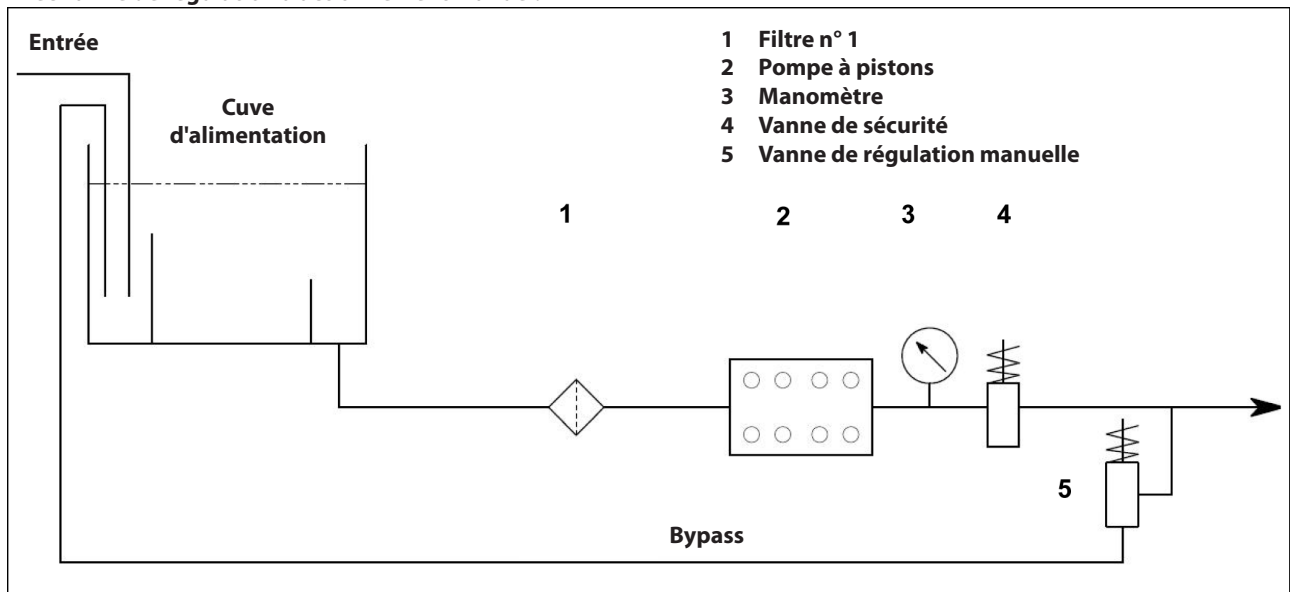 Entrée
1 Filtre n° 1
2 Pompe à pistons
3 Manomètre
4 Vanne de sécurité
5 Vanne de régulation manuelle
Cuve
d'alimentation
1
2
3
4
5
Bypass